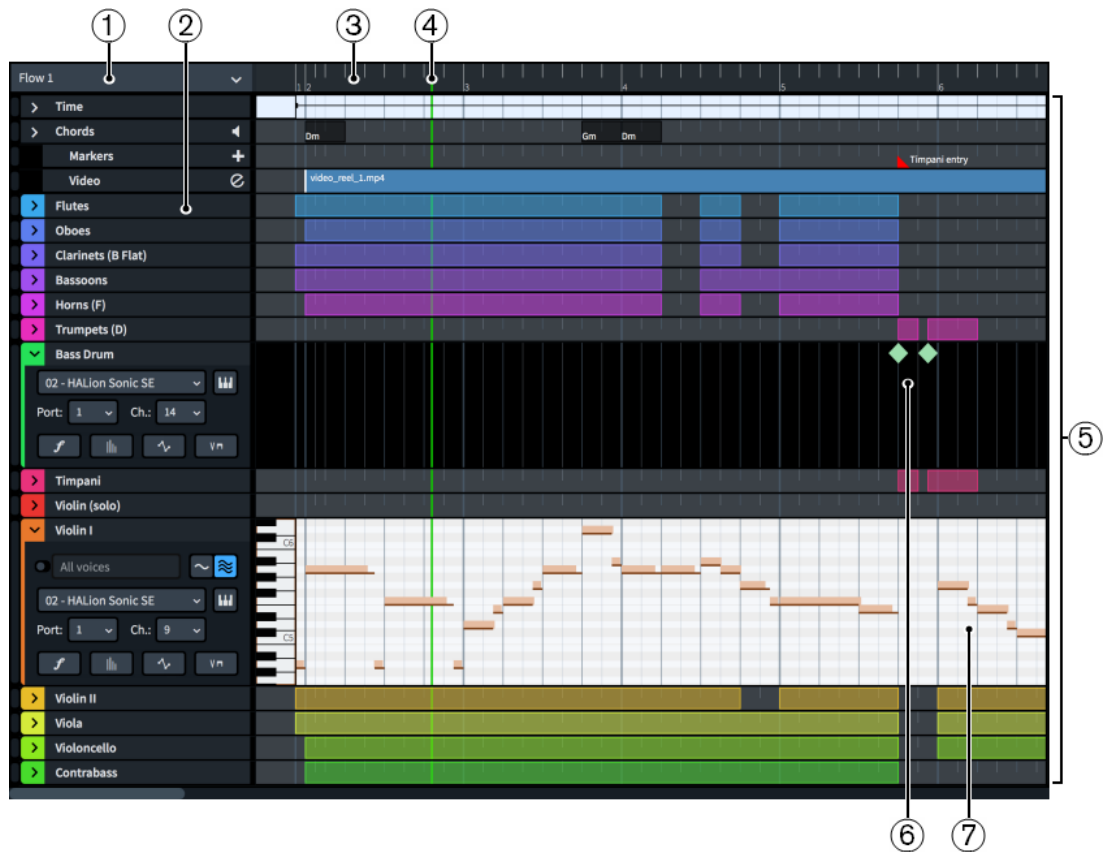 ① ② ③ ④
Flow 1
1 2 3 4 5 6
Time
Chords Dm Gm Dm
Markers Timpani entry
Video video_reel_1.mp4
Flutes
Oboes
Clarinets (B Flat)
Bassoons
Horns (F)
Trumpets (D)
Bass Drum
02 - HALion Sonic SE
Port: 1 Ch.: 14
⑤
Timpani
Violin (solo)
Violin I
C6
All voices
02 - HALion Sonic SE
Port: 1 Ch.: 9
C5
Violin II
Viola
Violoncello
Contrabass
⑥ ⑦